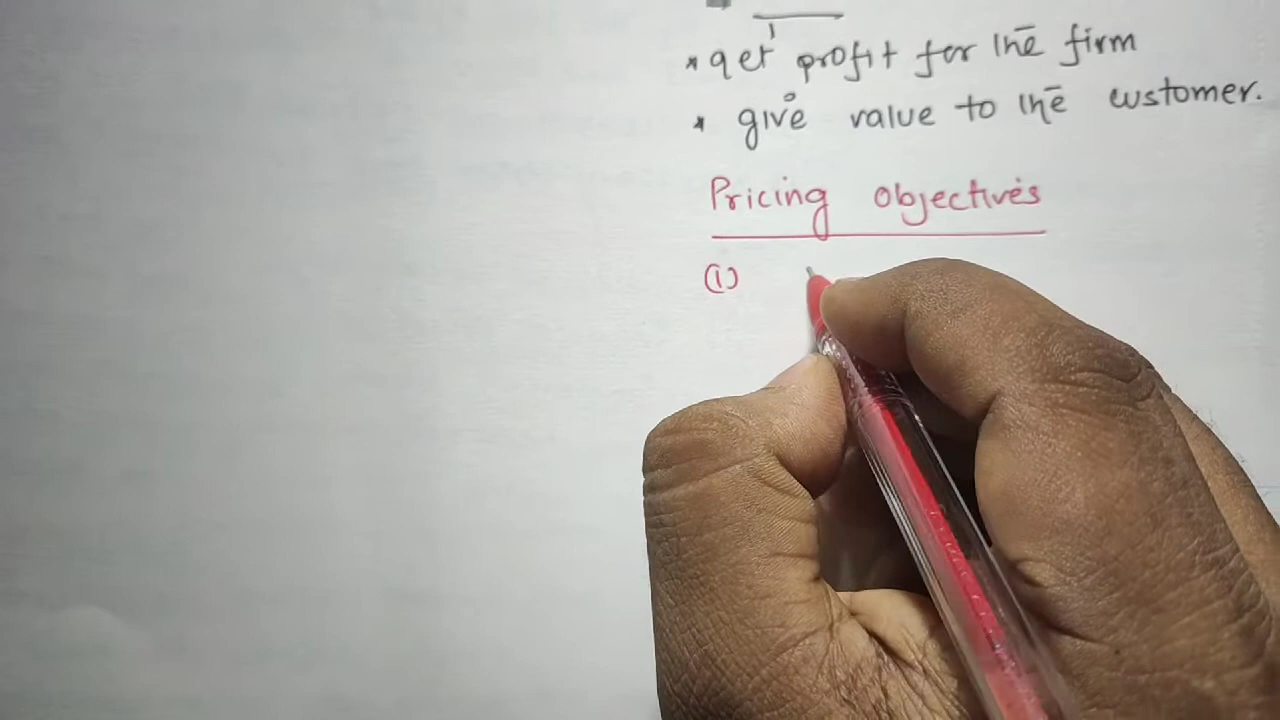 * get profit for the firm
* give value to the customer.
Pricing Objectives
(1)